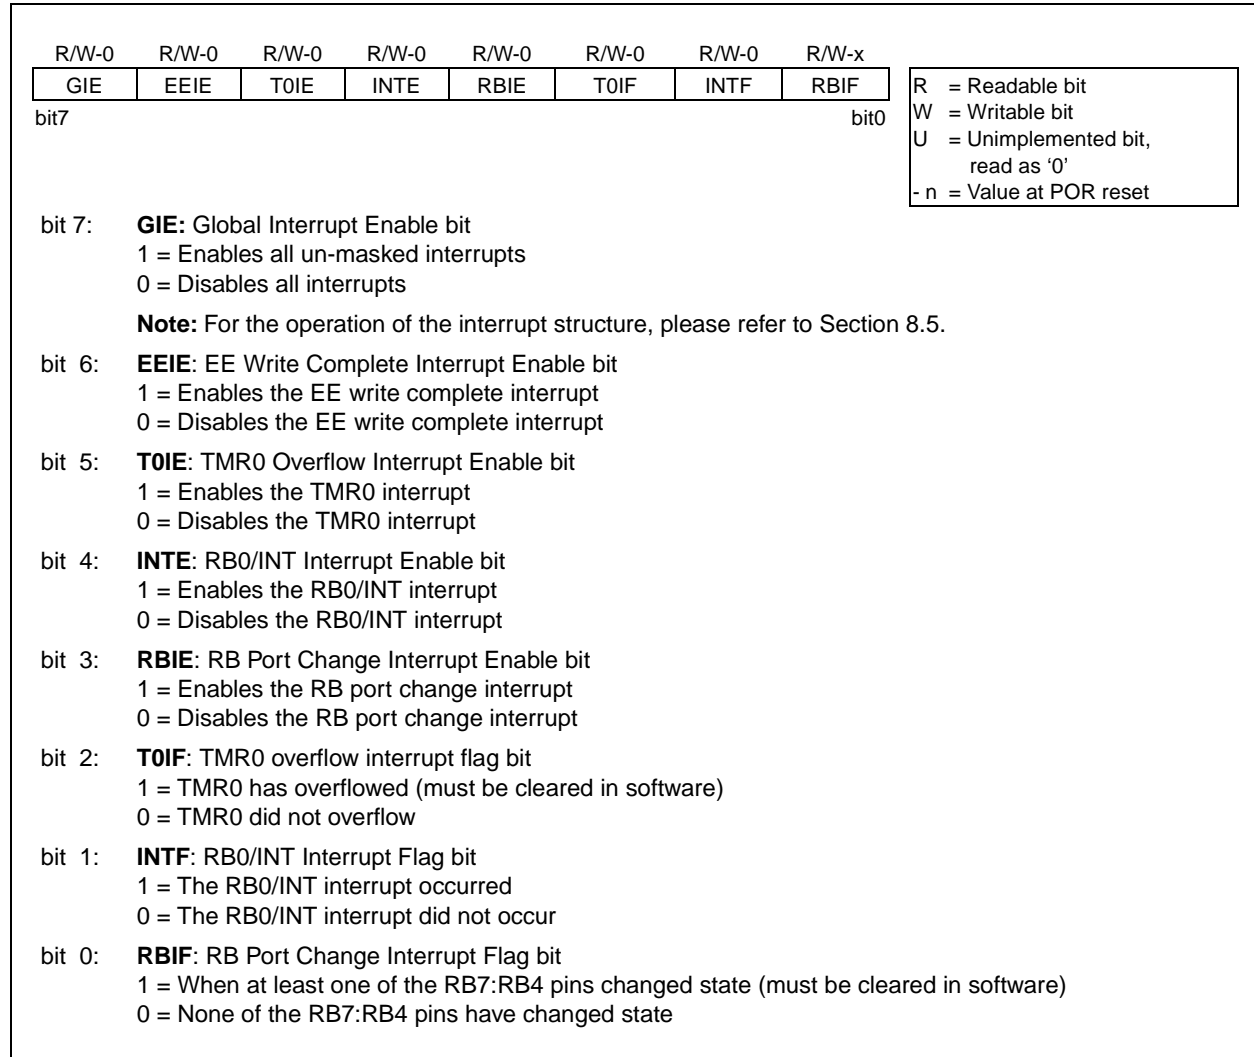 R/W-0 R/W-0 R/W-0 R/W-0 R/W-0 R/W-0 R/W-0 R/W-x
GIE EEIE T0IE INTE RBIE T0IF INTF RBIF
bit7 bit0
R = Readable bit
W = Writable bit
U = Unimplemented bit,
read as ‘0’
- n = Value at POR reset
bit 7: GIE: Global Interrupt Enable bit
1 = Enables all un-masked interrupts
0 = Disables all interrupts
Note: For the operation of the interrupt structure, please refer to Section 8.5.
bit 6: EEIE: EE Write Complete Interrupt Enable bit
1 = Enables the EE write complete interrupt
0 = Disables the EE write complete interrupt
bit 5: T0IE: TMR0 Overflow Interrupt Enable bit
1 = Enables the TMR0 interrupt
0 = Disables the TMR0 interrupt
bit 4: INTE: RB0/INT Interrupt Enable bit
1 = Enables the RB0/INT interrupt
0 = Disables the RB0/INT interrupt
bit 3: RBIE: RB Port Change Interrupt Enable bit
1 = Enables the RB port change interrupt
0 = Disables the RB port change interrupt
bit 2: T0IF: TMR0 overflow interrupt flag bit
1 = TMR0 has overflowed (must be cleared in software)
0 = TMR0 did not overflow
bit 1: INTF: RB0/INT Interrupt Flag bit
1 = The RB0/INT interrupt occurred
0 = The RB0/INT interrupt did not occur
bit 0: RBIF: RB Port Change Interrupt Flag bit
1 = When at least one of the RB7:RB4 pins changed state (must be cleared in software)
0 = None of the RB7:RB4 pins have changed state